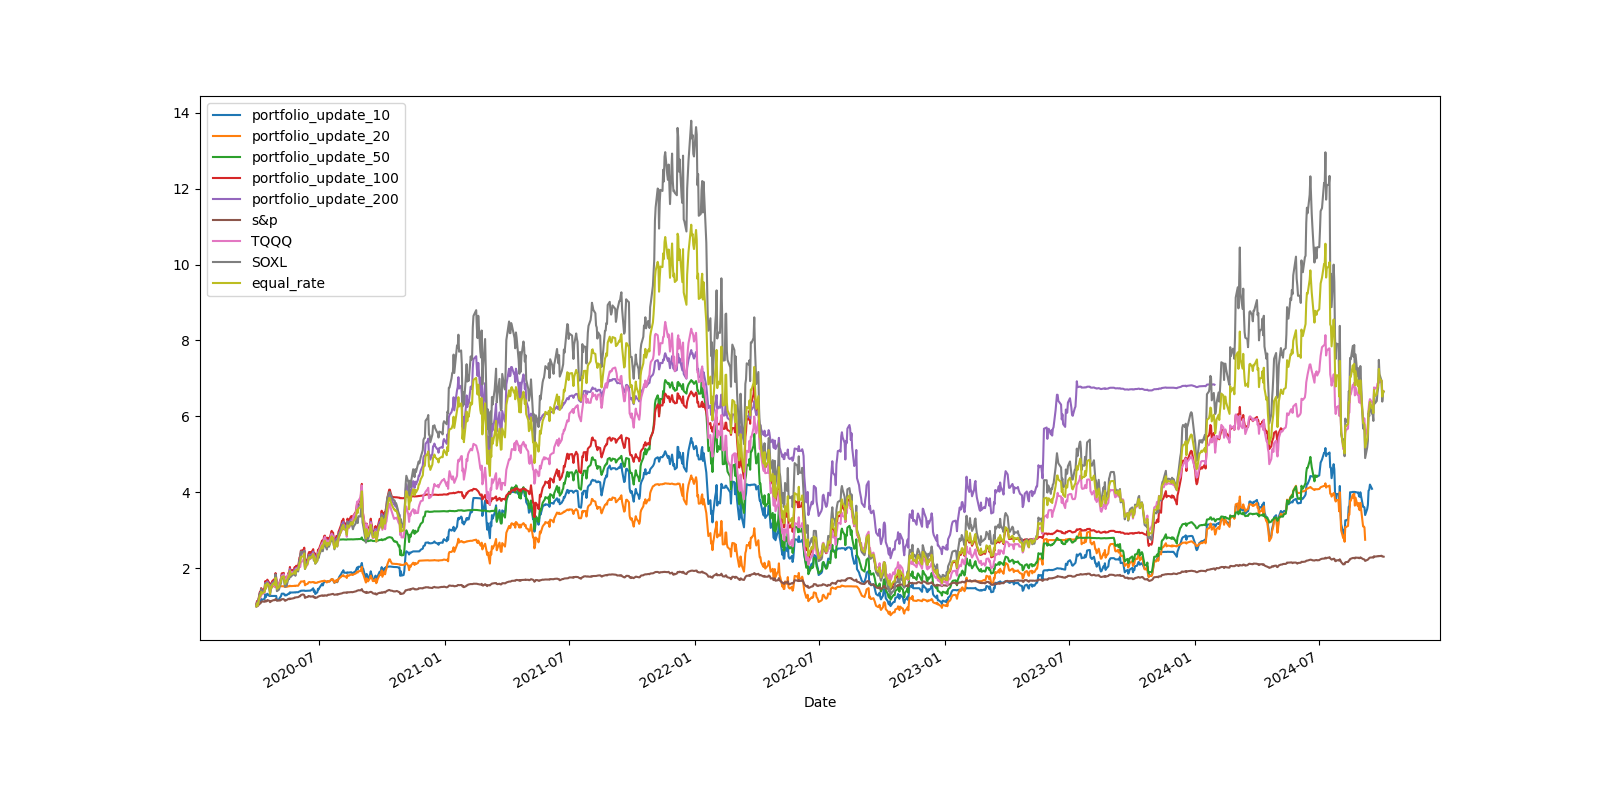 14
12
10
8
6
4
2
portfolio_update_10
portfolio_update_20
portfolio_update_50
portfolio_update_100
portfolio_update_200
s&p
TQQQ
SOXL
equal_rate
2020-07
2021-01
2021-07
2022-01
2022-07
2023-01
2023-07
2024-01
2024-07
Date